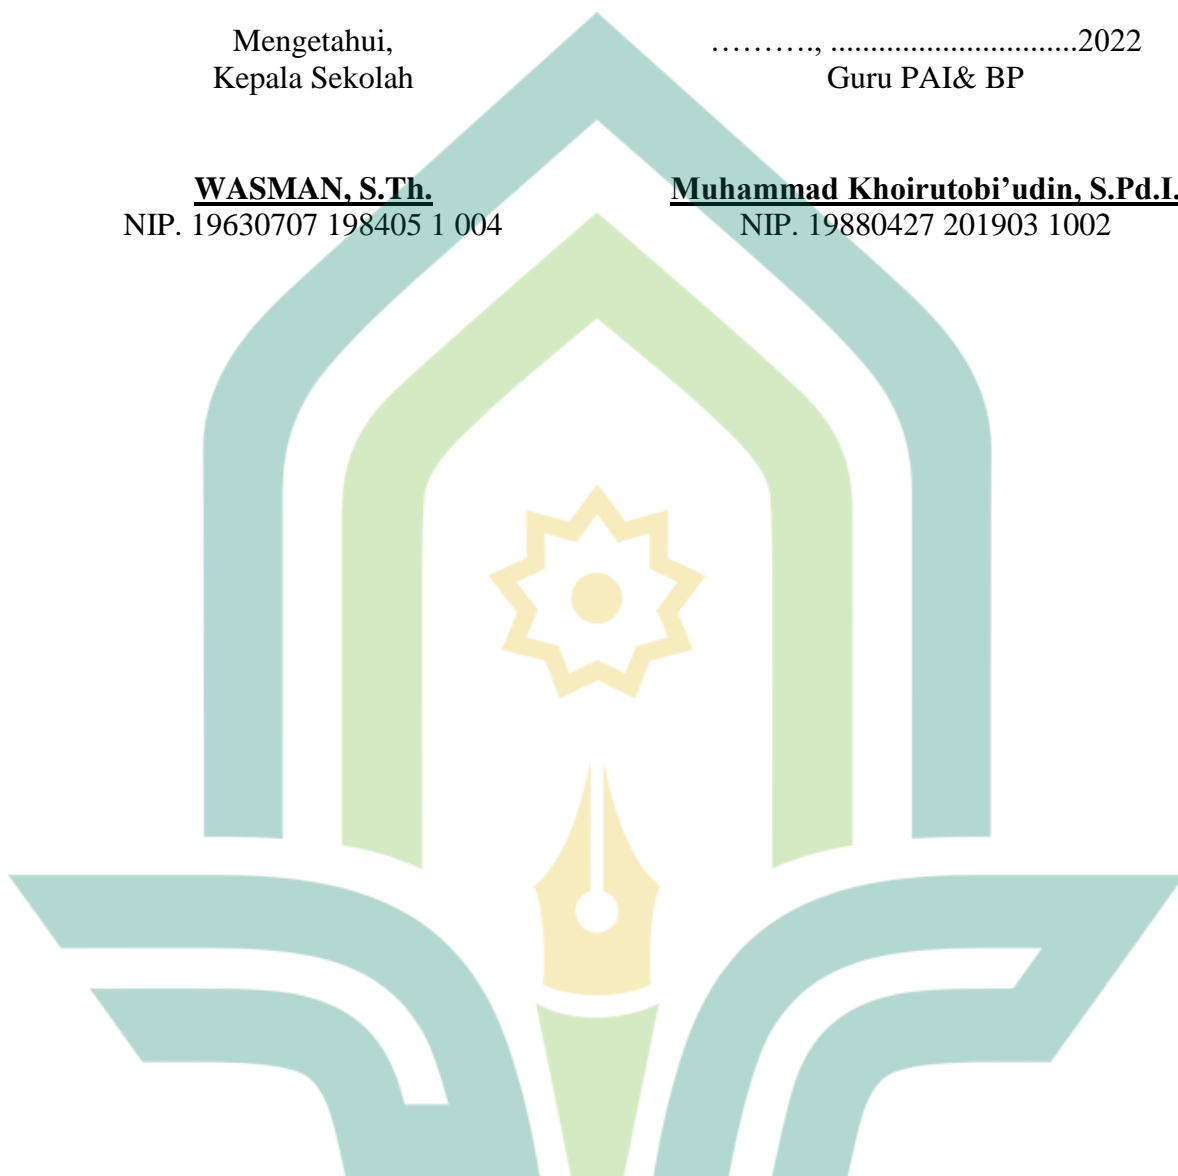 Mengetahui,
Kepala Sekolah
………., ...............................2022
Guru PAI& BP
WASMAN, S.Th.
NIP. 19630707 198405 1 004
Muhammad Khoirutobi’udin, S.Pd.I.
NIP. 19880427 201903 1002